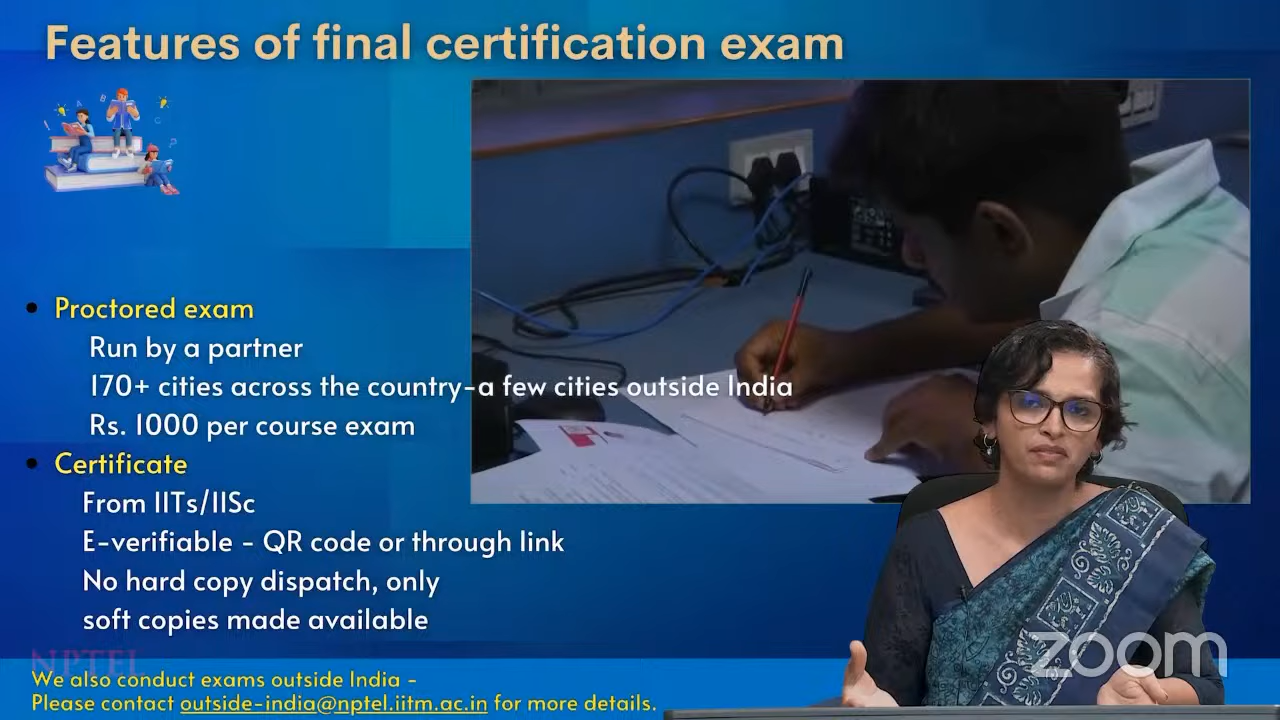 Features of final certification exam
Proctored exam
Run by a partner
170+ cities across the country-a few cities outside India
Rs. 1000 per course exam
Certificate
From IITs/IISc
E-verifiable - QR code or through link
No hard copy dispatch, only
soft copies made available
NPTEL
We also conduct exams outside India -
Please contact outside-india@nptel.iitm.ac.in for more details.
zoom